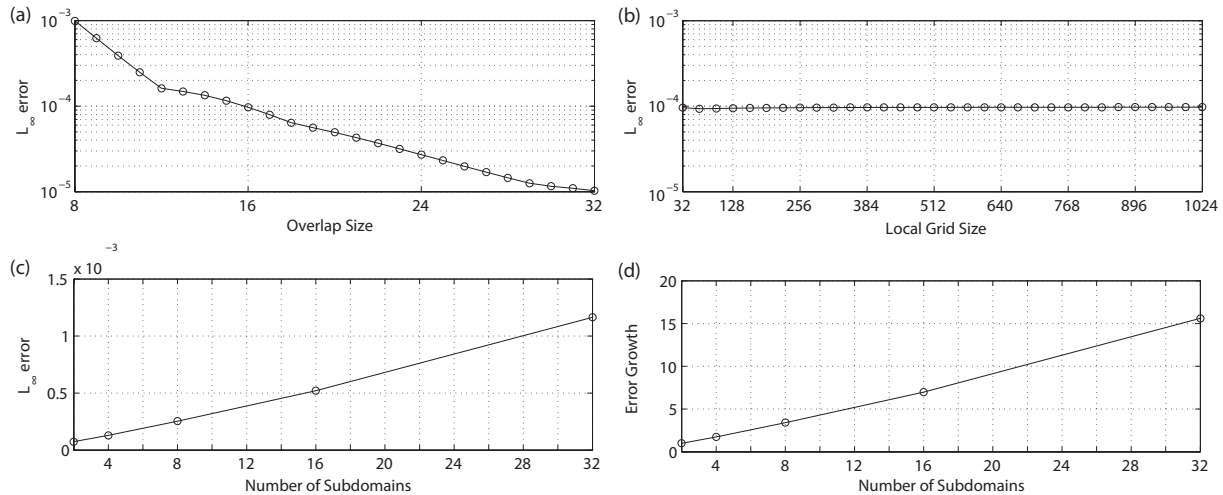 (a)
10⁻³
10⁻⁴
10⁻⁵
L∞ error
8 16 24 32
Overlap Size
(b)
10⁻³
10⁻⁴
10⁻⁵
L∞ error
32 128 256 384 512 640 768 896 1024
Local Grid Size
(c)
x 10⁻³
1.5
1
0.5
0
L∞ error
4 8 12 16 20 24 28 32
Number of Subdomains
(d)
20
15
10
5
0
Error Growth
4 8 12 16 20 24 28 32
Number of Subdomains